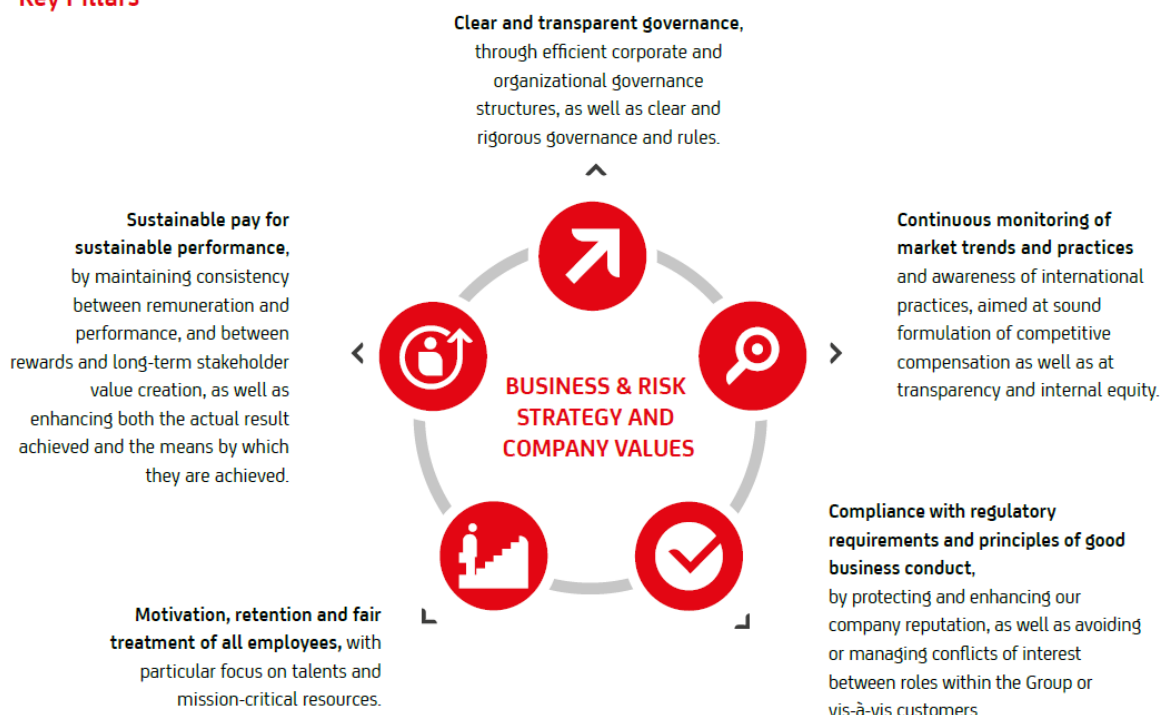 Key Pillars
Clear and transparent governance,
through efficient corporate and
organizational governance
structures, as well as clear and
rigorous governance and rules.
Sustainable pay for
sustainable performance,
by maintaining consistency
between remuneration and
performance, and between
rewards and long-term stakeholder
value creation, as well as
enhancing both the actual result
achieved and the means by which
they are achieved.
Continuous monitoring of
market trends and practices
and awareness of international
practices, aimed at sound
formulation of competitive
compensation as well as at
transparency and internal equity.
BUSINESS & RISK
STRATEGY AND
COMPANY VALUES
Motivation, retention and fair
treatment of all employees, with
particular focus on talents and
mission-critical resources.
Compliance with regulatory
requirements and principles of good
business conduct,
by protecting and enhancing our
company reputation, as well as avoiding
or managing conflicts of interest
between roles within the Group or
vis-à-vis customers